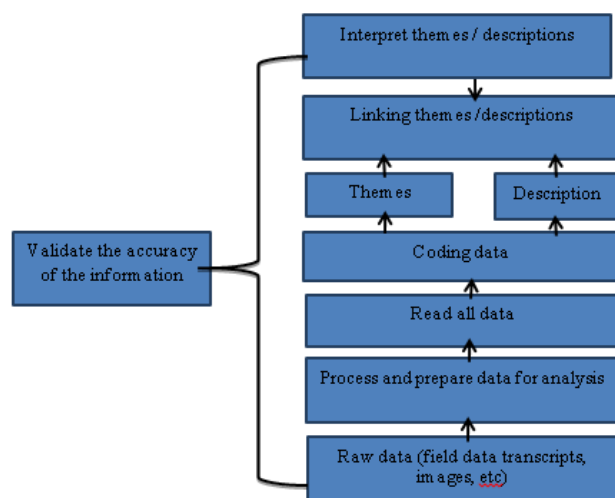 Interpret themes / descriptions
Linking themes /descriptions
Themes
Description
Validate the accuracy
of the information
Coding data
Read all data
Process and prepare data for analysis
Raw data (field data transcripts,
images, etc)